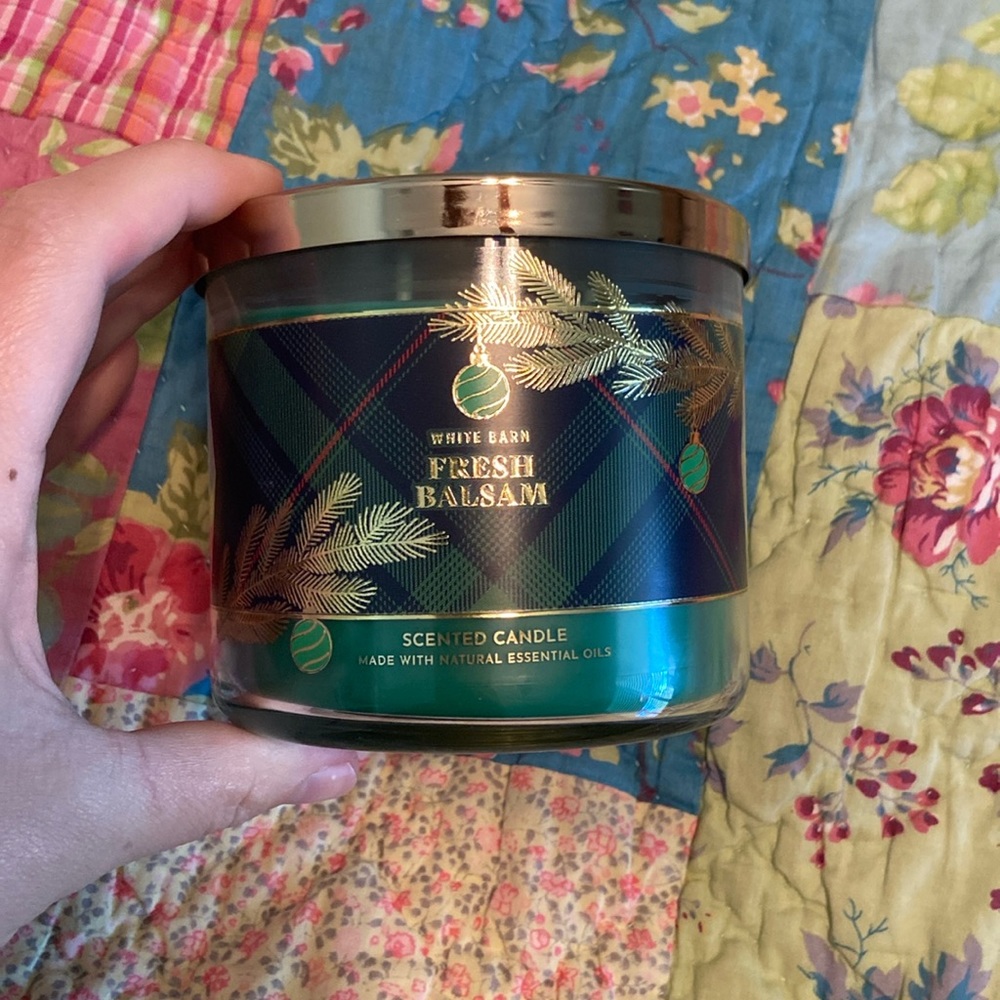 WHITE BARN
FRESH
BALSAM
SCENTED CANDLE
MADE WITH NATURAL ESSENTIAL OILS